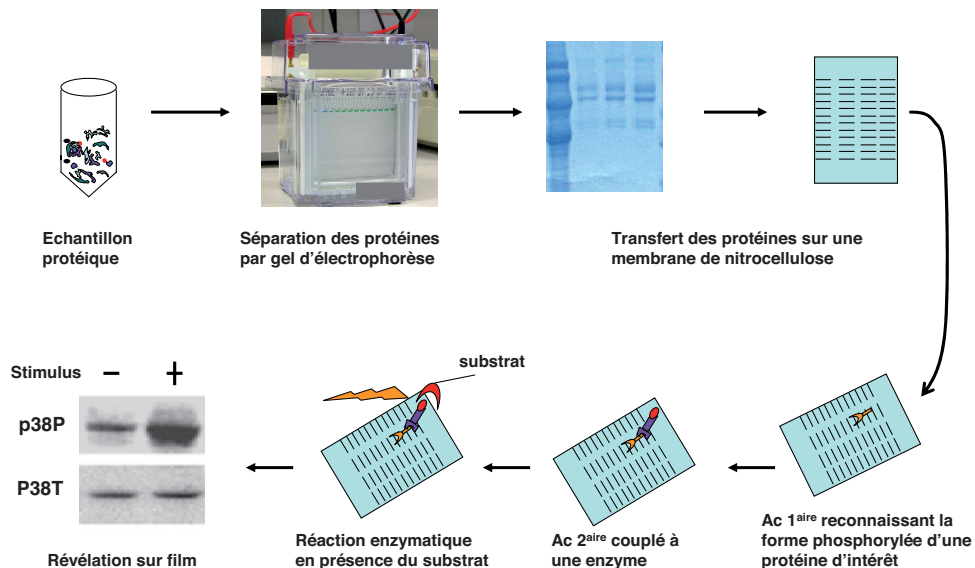 Echantillon
protéique
Séparation des protéines
par gel d'électrophorèse
Transfert des protéines sur une
membrane de nitrocellulose
Stimulus – +
p38P
P38T
Révélation sur film
substrat
Réaction enzymatique
en présence du substrat
Ac 2aire couplé à
une enzyme
Ac 1aire reconnaissant la
forme phosphorylée d'une
protéine d'intérêt